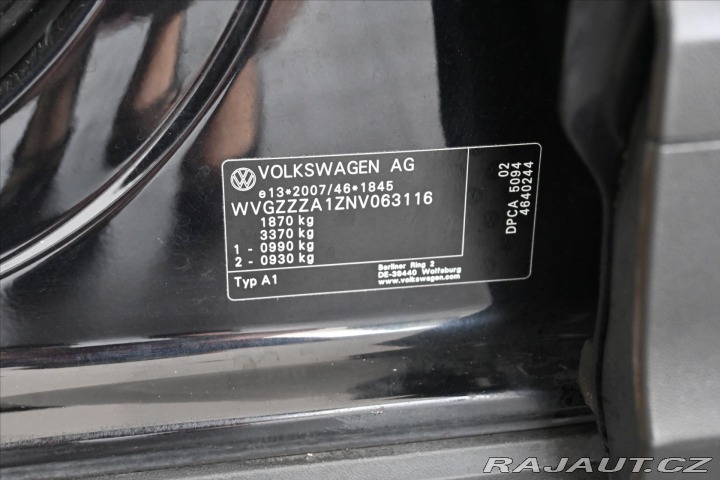 VOLKSWAGEN AG
e13*2007/46*1845
WVGZZZA1ZNV063116
1870 kg
3370 kg
1 - 0990 kg
2 - 0930 kg
Typ A1
Berliner Ring 2
DE-38440 Wolfsburg
www.volkswagen.com
02
DPCA 5094
4640244
RAJAUT.CZ